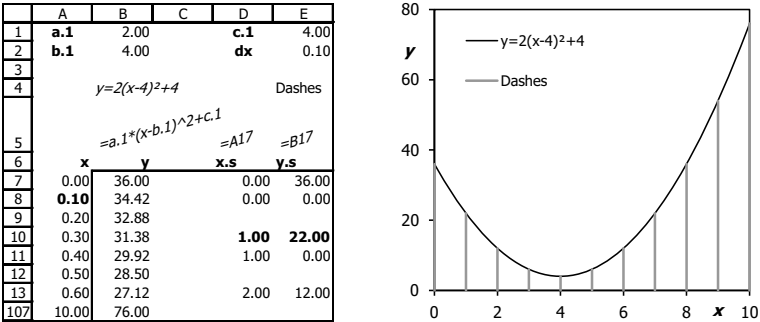 A B C D E
1 a.1 2.00 c.1 4.00
2 b.1 4.00 dx 0.10
3
4 y=2(x-4)²+4 Dashes
5 =a.1*(x-b.1)^2+c.1 =A17 =B17
6 x y x.s y.s
7 0.00 36.00 0.00 36.00
8 0.10 34.42 0.00 0.00
9 0.20 32.88
10 0.30 31.38 1.00 22.00
11 0.40 29.92 1.00 0.00
12 0.50 28.50
13 0.60 27.12 2.00 12.00
107 10.00 76.00
80
y
y=2(x-4)²+4
60
Dashes
40
20
0
0 2 4 6 8 x 10